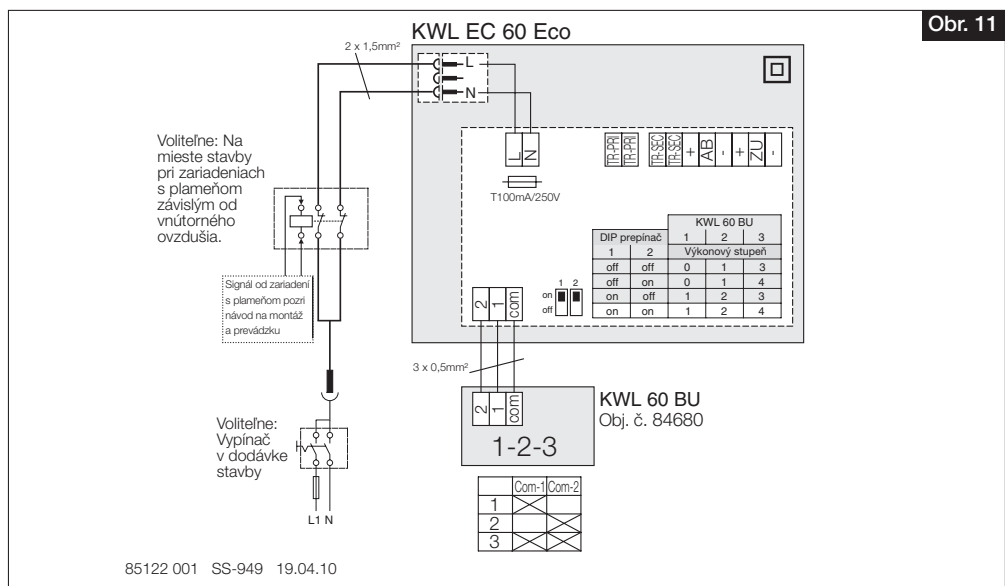 Obr. 11
KWL EC 60 Eco
2 x 1,5mm²
L
N
Voliteľne: Na
mieste stavby
pri zariadeniach
s plameňom
závislým od
vnútorného
ovzdušia.
L
N
TR-PRI
TR-PRI
TR-SEC
TR-SEC
+
AB
-
+
ZU
-
T100mA/250V
KWL 60 BU
DIP prepínač 1 2 3
1 2 Výkonový stupeň
off off 0 1 3
off on 0 1 4
on off 1 2 3
on on 1 2 4
1 2
on
off
Signál od zariadení
s plameňom pozri
návod na montáž
a prevádzku
2 1 com
3 x 0,5mm²
2 1 com
1-2-3
KWL 60 BU
Obj. č. 84680
Voliteľne:
Vypínač
v dodávke
stavby
L1 N
Com-1 Com-2
1
2
3
85122 001 SS-949 19.04.10